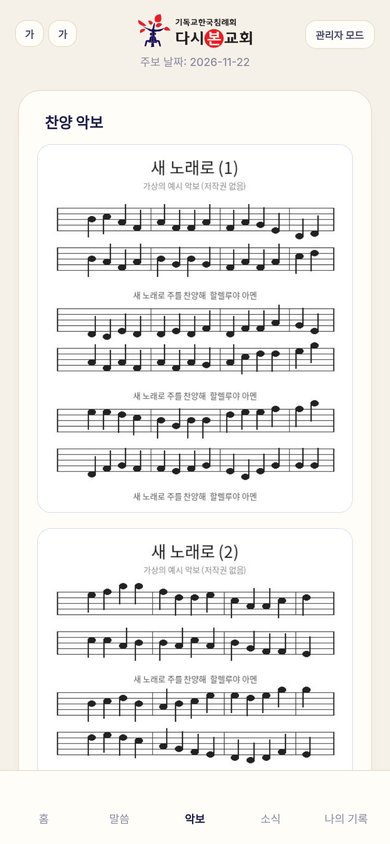 가 가
기독교한국침례회
다시본교회
관리자 모드
주보 날짜: 2026-11-22
찬양 악보
새 노래로 (1)
가상의 예시 악보 (저작권 없음)
새 노래로 주를 찬양해 할렐루야 아멘
새 노래로 주를 찬양해 할렐루야 아멘
새 노래로 주를 찬양해 할렐루야 아멘
새 노래로 (2)
가상의 예시 악보 (저작권 없음)
새 노래로 주를 찬양해 할렐루야 아멘
홈 말씀 악보 소식 나의 기록